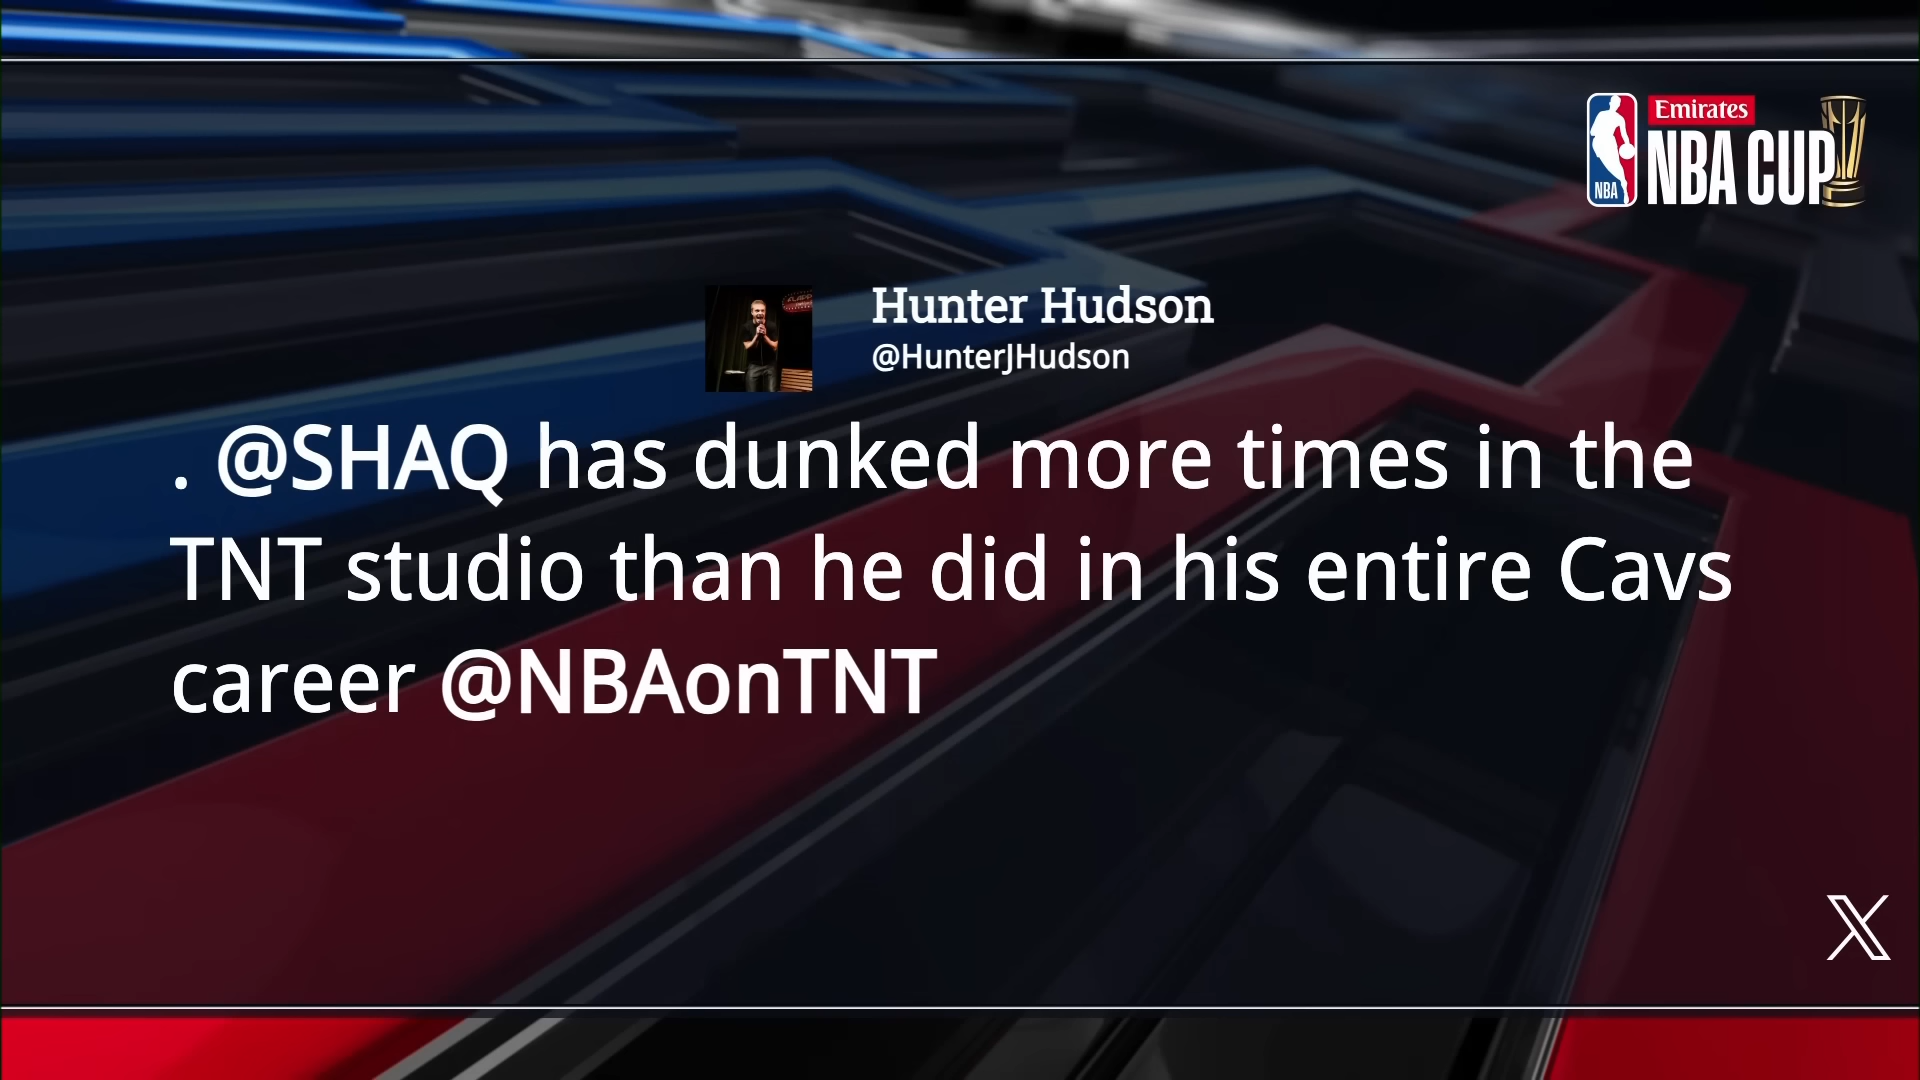 Emirates
NBA CUP
NBA
Hunter Hudson
@HunterJHudson
. @SHAQ has dunked more times in the
TNT studio than he did in his entire Cavs
career @NBAonTNT